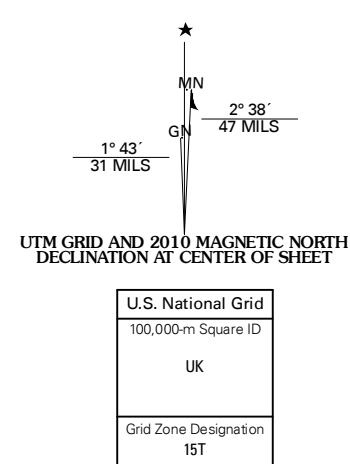 ★
MN
GN
2° 38´
47 MILS
1° 43´
31 MILS
UTM GRID AND 2010 MAGNETIC NORTH
DECLINATION AT CENTER OF SHEET
U.S. National Grid
100,000-m Square ID
UK
Grid Zone Designation
15T